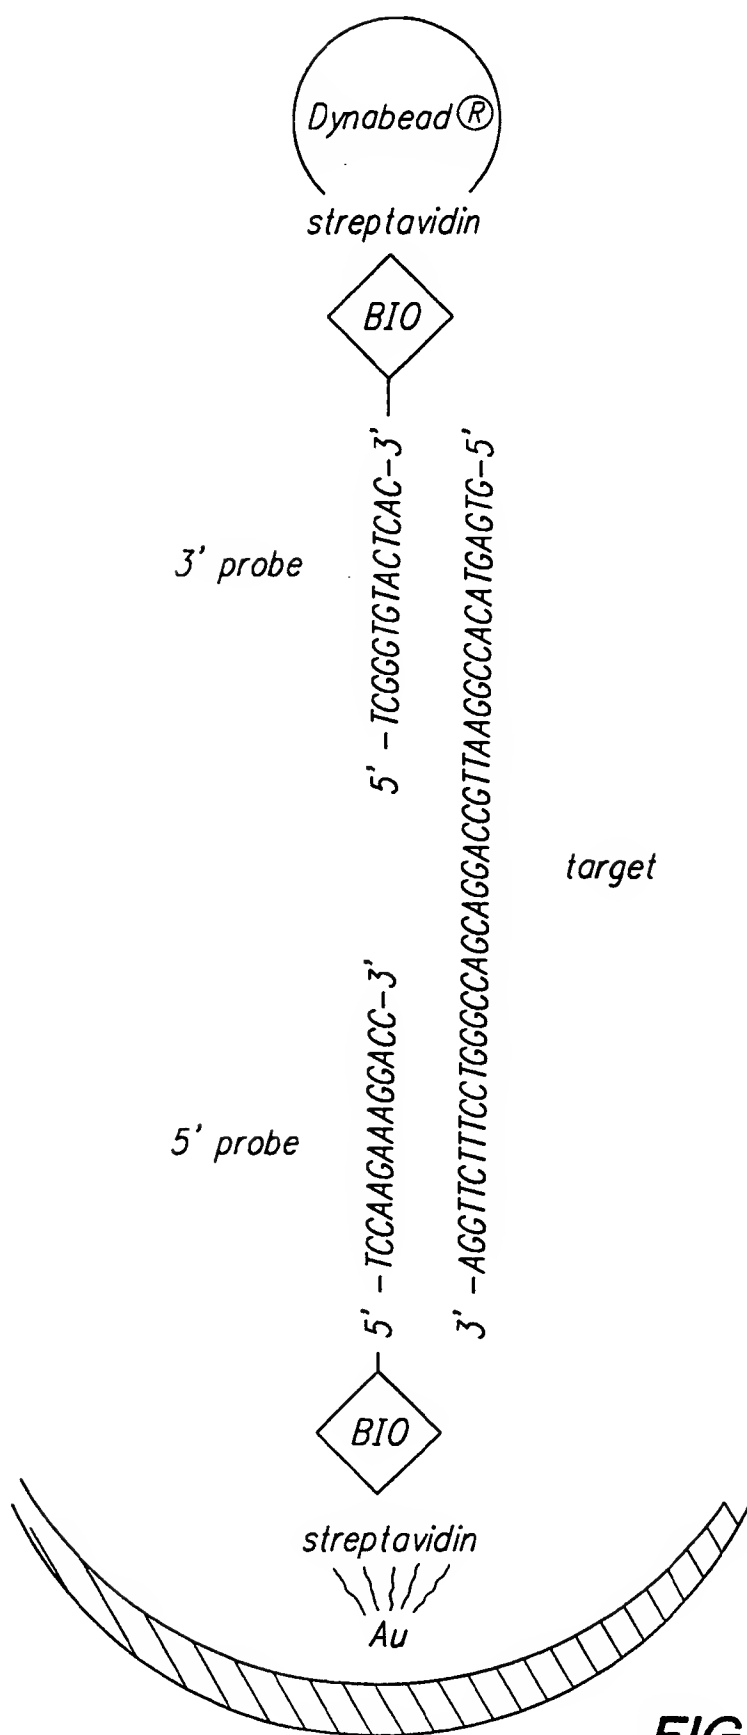 Dynabead®
streptavidin
BIO
3' probe
5' -TCGGGTGTACTCAC-3'
3' -AGGTTCTTTCCTGGGCCAGCAGGACCGTTAAGGCCACATGAGTG-5'
target
5' probe
5' -TCCAAGAAAGGACC-3'
BIO
streptavidin
Au
FIG